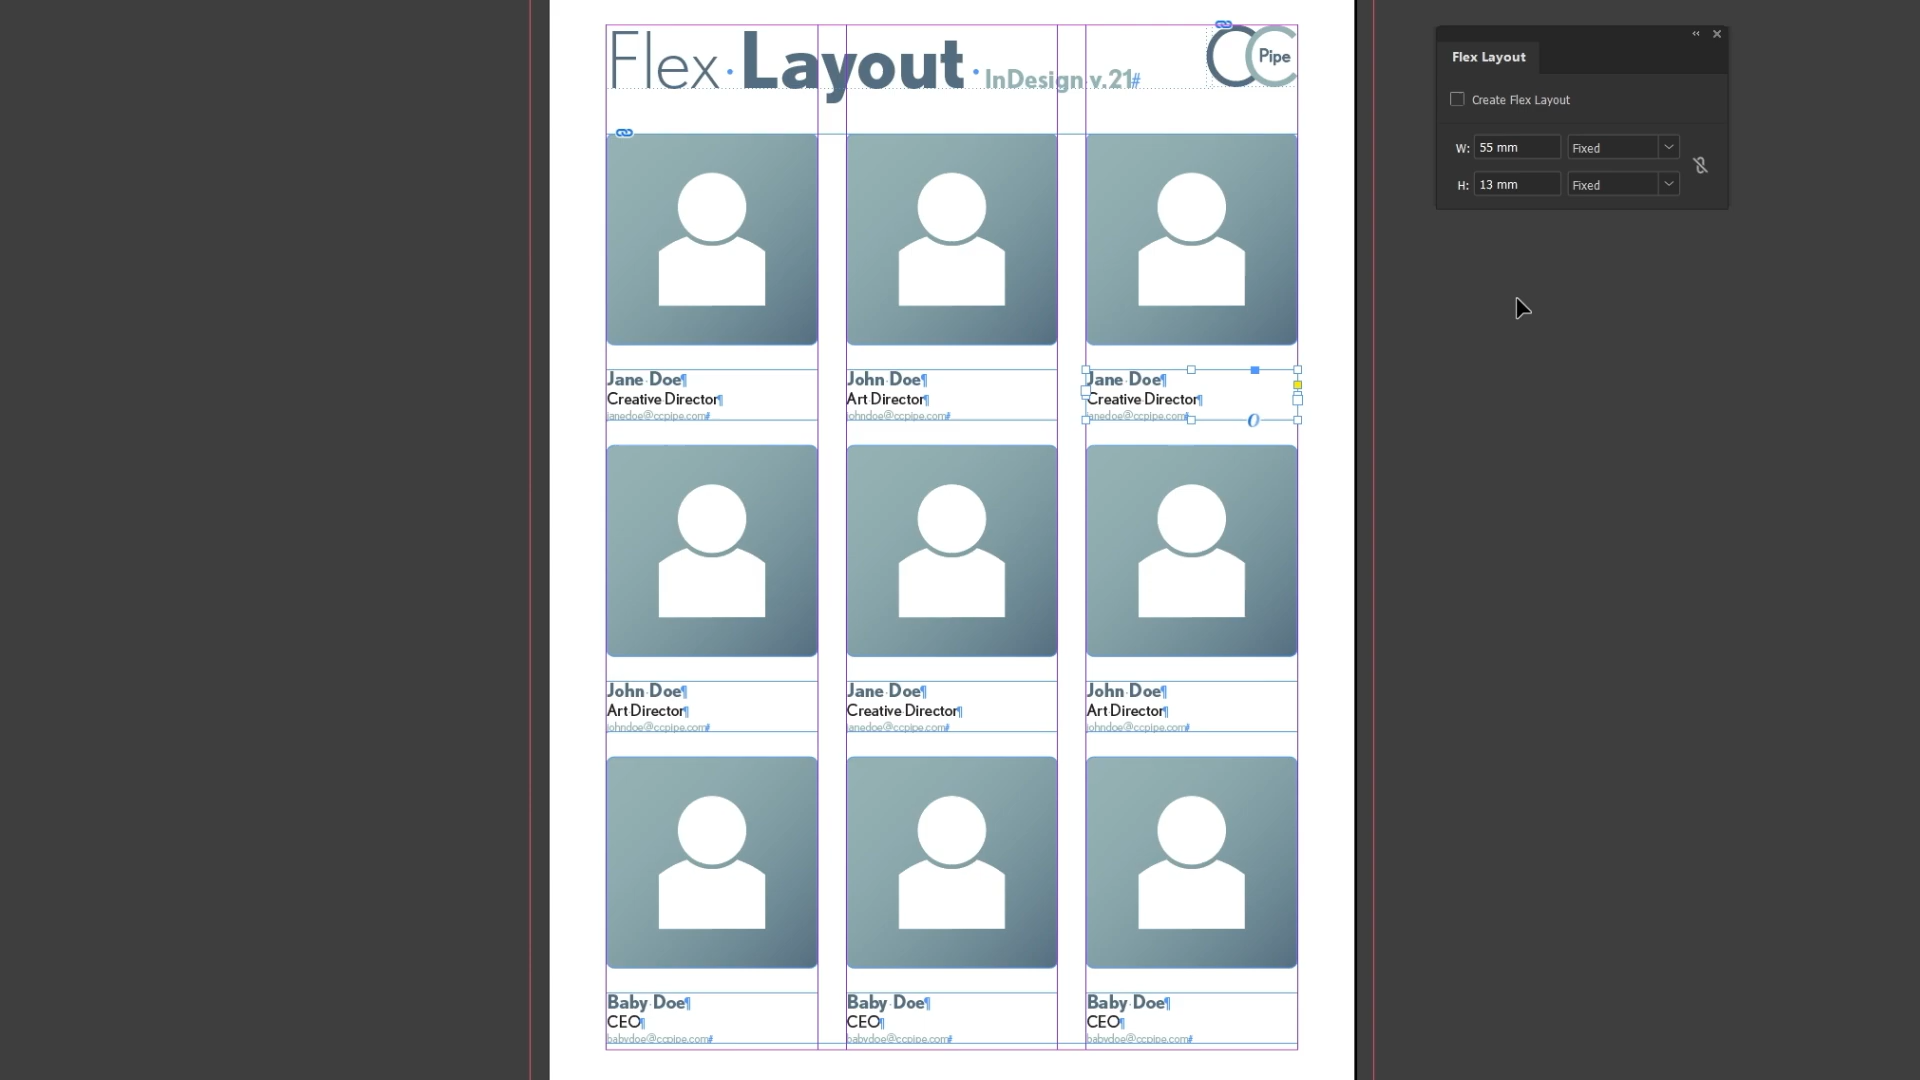 Flex Layout InDesign v.21#
CC Pipe
Jane Doe¶
Creative Director¶
janedoe@ccpipe.com#
John Doe¶
Art Director¶
johndoe@ccpipe.com#
Jane Doe¶
Creative Director¶
janedoe@ccpipe.com#
John Doe¶
Art Director¶
johndoe@ccpipe.com#
Jane Doe¶
Creative Director¶
janedoe@ccpipe.com#
John Doe¶
Art Director¶
johndoe@ccpipe.com#
Baby Doe¶
CEO¶
babydoe@ccpipe.com#
Baby Doe¶
CEO¶
babydoe@ccpipe.com#
Baby Doe¶
CEO¶
babydoe@ccpipe.com#
Flex Layout
Create Flex Layout
W: 55 mm Fixed
H: 13 mm Fixed